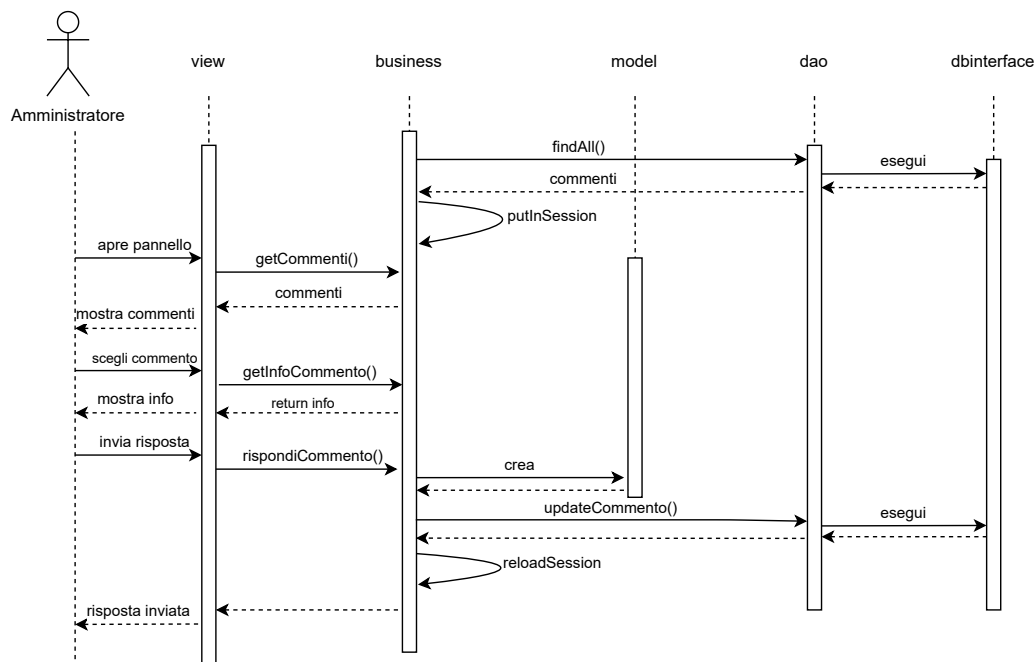 view
business
model
dao
dbinterface
Amministratore
findAll()
esegui
commenti
putInSession
apre pannello
getCommenti()
commenti
mostra commenti
scegli commento
getInfoCommento()
mostra info
return info
invia risposta
rispondiCommento()
crea
updateCommento()
esegui
reloadSession
risposta inviata